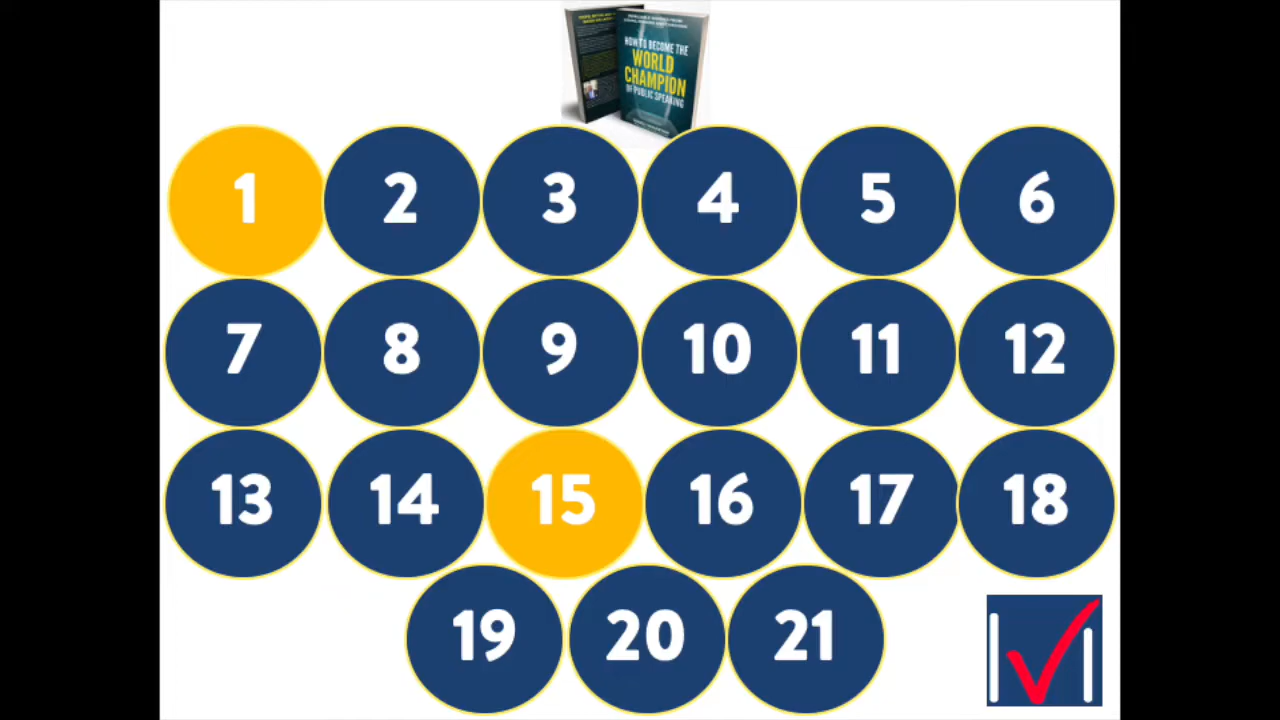 HOW TO BECOME THE
WORLD
CHAMPION
OF PUBLIC SPEAKING
1 2 3 4 5 6
7 8 9 10 11 12
13 14 15 16 17 18
19 20 21